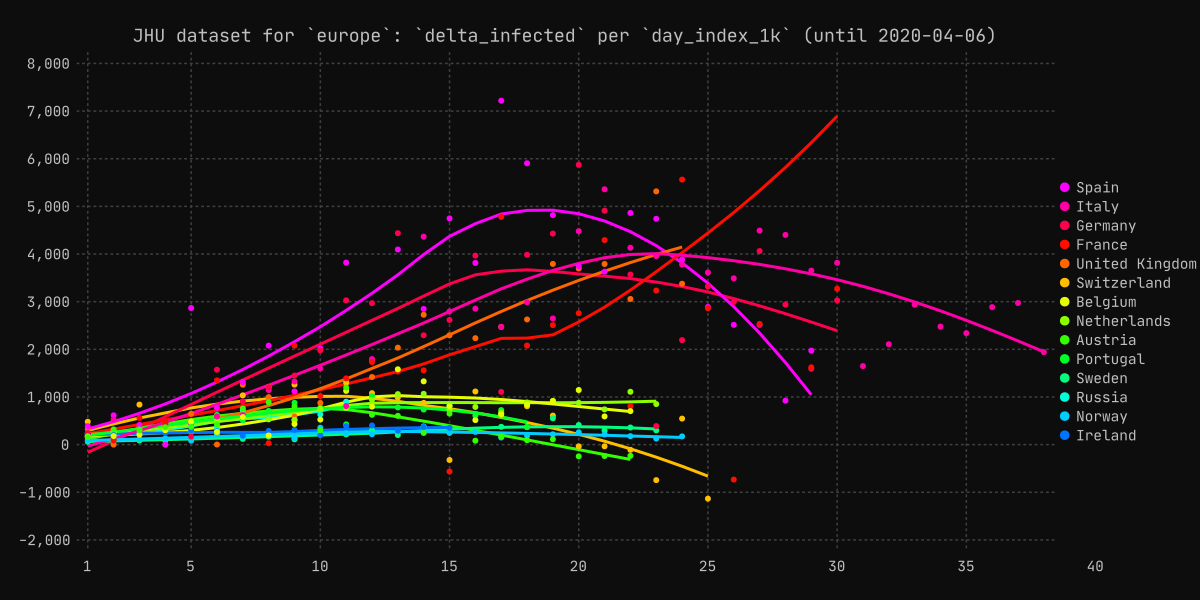 JHU dataset for `europe`: `delta_infected` per `day_index_1k` (until 2020-04-06)
8,000
7,000
6,000
5,000
4,000
3,000
2,000
1,000
0
−1,000
−2,000
1 5 10 15 20 25 30 35 40
Spain
Italy
Germany
France
United Kingdom
Switzerland
Belgium
Netherlands
Austria
Portugal
Sweden
Russia
Norway
Ireland